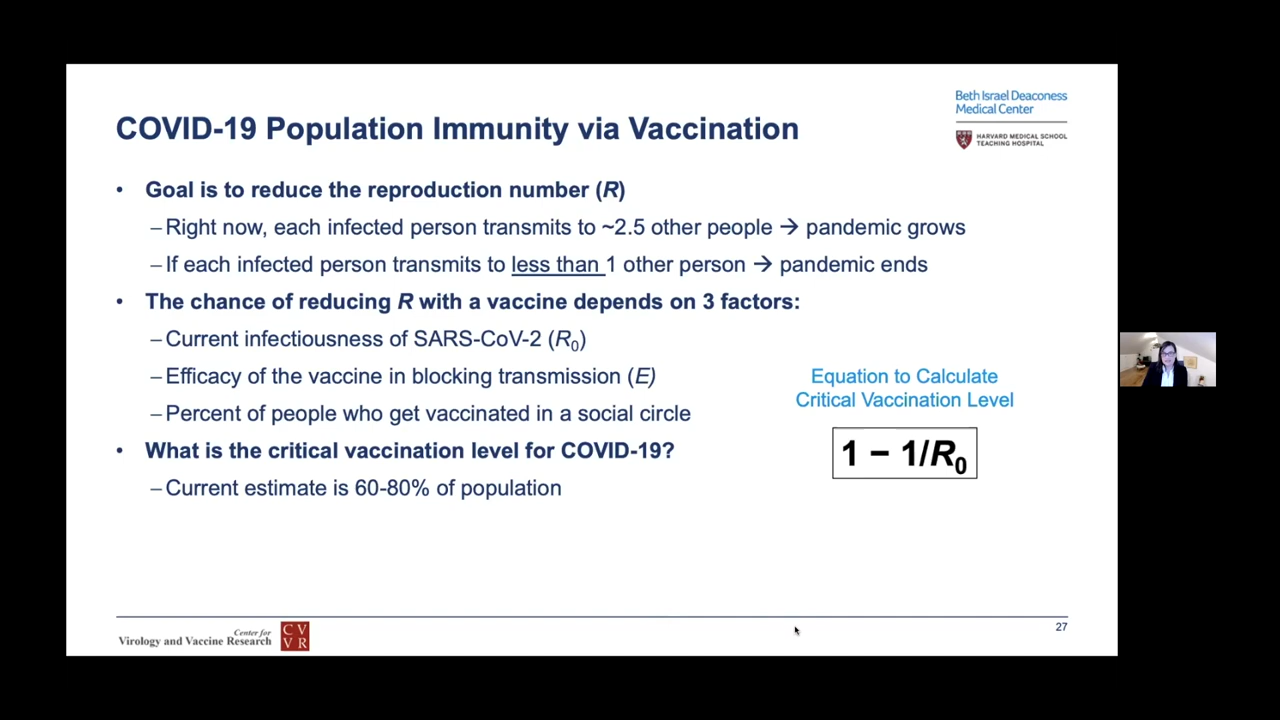 Beth Israel Deaconess
Medical Center
HARVARD MEDICAL SCHOOL
TEACHING HOSPITAL
COVID-19 Population Immunity via Vaccination
• Goal is to reduce the reproduction number (R)
– Right now, each infected person transmits to ~2.5 other people → pandemic grows
– If each infected person transmits to less than 1 other person → pandemic ends
• The chance of reducing R with a vaccine depends on 3 factors:
– Current infectiousness of SARS-CoV-2 (R₀)
– Efficacy of the vaccine in blocking transmission (E)
– Percent of people who get vaccinated in a social circle
• What is the critical vaccination level for COVID-19?
– Current estimate is 60-80% of population
Equation to Calculate
Critical Vaccination Level
1 − 1/R₀
Center for
Virology and Vaccine Research
C V
V R
27